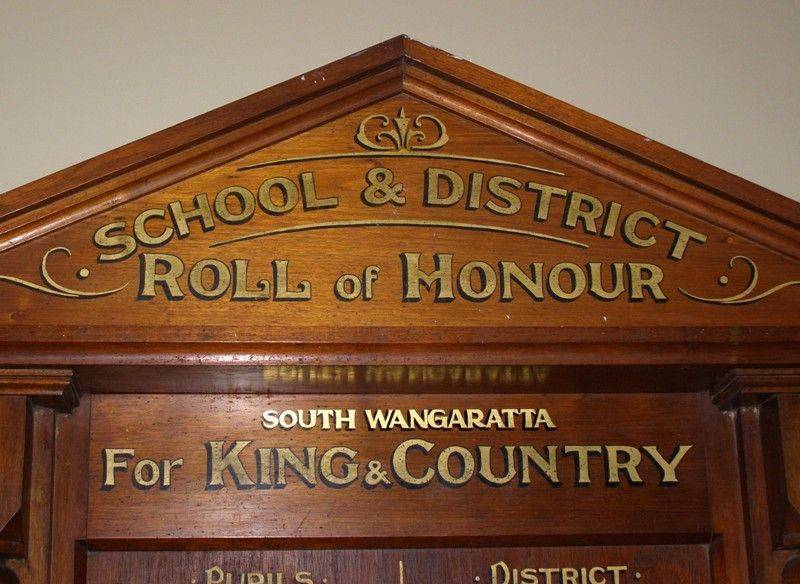 SCHOOL & DISTRICT
ROLL of HONOUR
SOUTH WANGARATTA
For KING & COUNTRY
· PUPILS · · DISTRICT ·